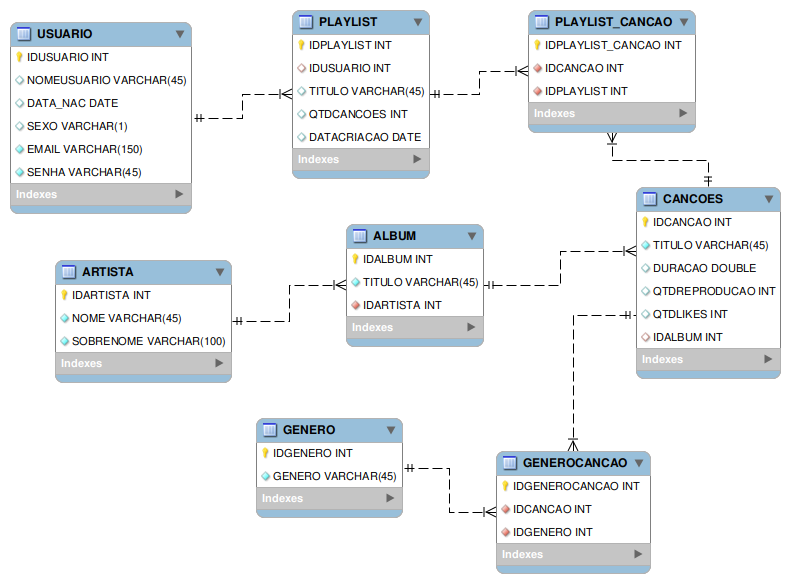 USUARIO
IDUSUARIO INT
NOMEUSUARIO VARCHAR(45)
DATA_NAC DATE
SEXO VARCHAR(1)
EMAIL VARCHAR(150)
SENHA VARCHAR(45)
Indexes
PLAYLIST
IDPLAYLIST INT
IDUSUARIO INT
TITULO VARCHAR(45)
QTDCANCOES INT
DATACRIACAO DATE
Indexes
PLAYLIST_CANCAO
IDPLAYLIST_CANCAO INT
IDCANCAO INT
IDPLAYLIST INT
Indexes
ARTISTA
IDARTISTA INT
NOME VARCHAR(45)
SOBRENOME VARCHAR(100)
Indexes
ALBUM
IDALBUM INT
TITULO VARCHAR(45)
IDARTISTA INT
Indexes
CANCOES
IDCANCAO INT
TITULO VARCHAR(45)
DURACAO DOUBLE
QTDREPRODUCAO INT
QTDLIKES INT
IDALBUM INT
Indexes
GENERO
IDGENERO INT
GENERO VARCHAR(45)
Indexes
GENEROCANCAO
IDGENEROCANCAO INT
IDCANCAO INT
IDGENERO INT
Indexes